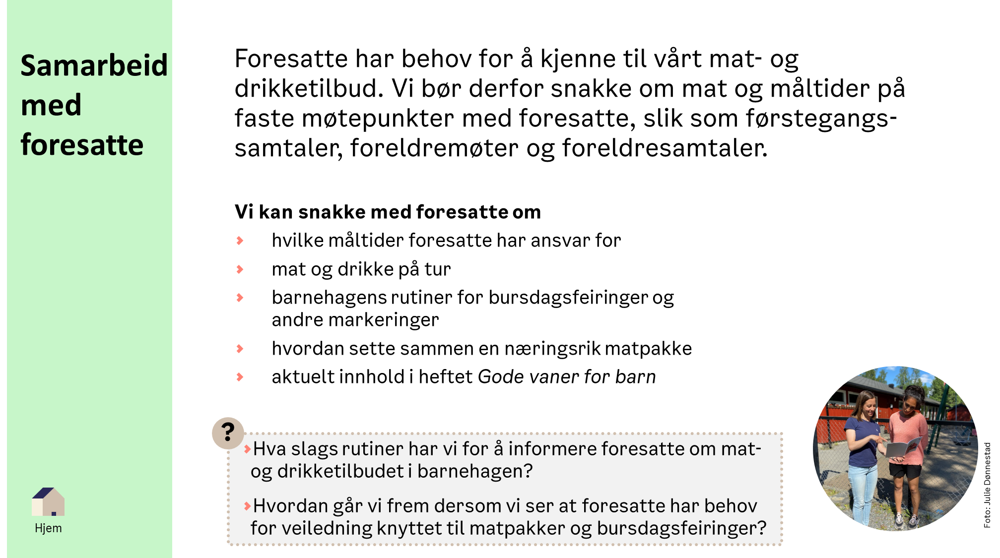 Samarbeid
med
foresatte
Foresatte har behov for å kjenne til vårt mat- og
drikketilbud. Vi bør derfor snakke om mat og måltider på
faste møtepunkter med foresatte, slik som førstegangs-
samtaler, foreldremøter og foreldresamtaler.
Vi kan snakke med foresatte om
hvilke måltider foresatte har ansvar for
mat og drikke på tur
barnehagens rutiner for bursdagsfeiringer og
andre markeringer
hvordan sette sammen en næringsrik matpakke
aktuelt innhold i heftet Gode vaner for barn
?
Hva slags rutiner har vi for å informere foresatte om mat-
og drikketilbudet i barnehagen?
Hvordan går vi frem dersom vi ser at foresatte har behov
for veiledning knyttet til matpakker og bursdagsfeiringer?
Hjem
Foto: Julie Dønnestad